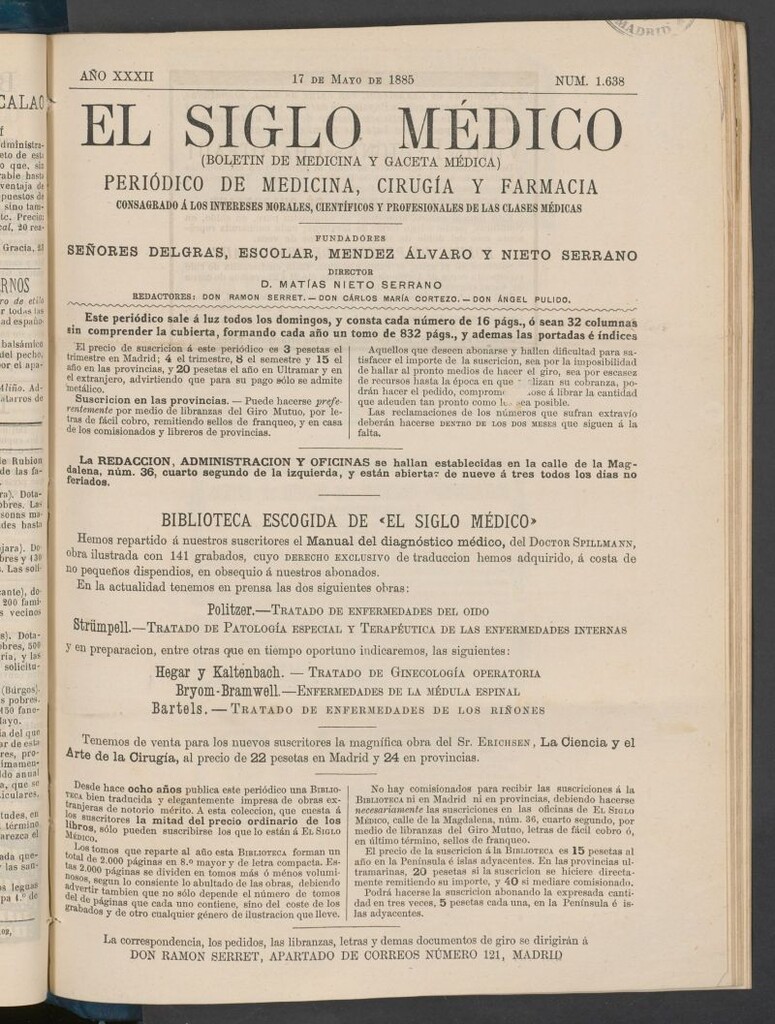 MADRID
AÑO XXXII
17 DE MAYO DE 1885
NUM. 1.638
EL SIGLO MÉDICO
(BOLETIN DE MEDICINA Y GACETA MÉDICA)
PERIÓDICO DE MEDICINA, CIRUGÍA Y FARMACIA
CONSAGRADO Á LOS INTERESES MORALES, CIENTÍFICOS Y PROFESIONALES DE LAS CLASES MÉDICAS
FUNDADORES
SEÑORES DELGRAS, ESCOLAR, MENDEZ ÁLVARO Y NIETO SERRANO
DIRECTOR
D. MATÍAS NIETO SERRANO
REDACTORES: DON RAMON SERRET. — DON CÁRLOS MARÍA CORTEZO. — DON ÁNGEL PULIDO.
Este periódico sale á luz todos los domingos, y consta cada número de 16 págs., ó sean 32 columnas
sin comprender la cubierta, formando cada año un tomo de 832 págs., y ademas las portadas é índices
El precio de suscricion á este periódico es 3 pesetas el
trimestre en Madrid; 4 el trimestre, 8 el semestre y 15 el
año en las provincias, y 20 pesetas el año en Ultramar y en
el extranjero, advirtiendo que para su pago sólo se admite
metálico.
Suscricion en las provincias. — Puede hacerse prefe-
rentemente por medio de libranzas del Giro Mutuo, por le-
tras de fácil cobro, remitiendo sellos de franqueo, y en casa
de los comisionados y libreros de provincias.
Aquellos que deseen abonarse y hallen dificultad para sa-
tisfacer el importe de la suscricion, sea por la imposibilidad
de hallar al pronto medios de hacer el giro, sea por escasez
de recursos hasta la época en que lizan su cobranza, po-
drán hacer el pedido, comprome ose á librar la cantidad
que adeuden tan pronto como les sea posible.
Las reclamaciones de los números que sufran extravío
deberán hacerse DENTRO DE LOS DOS MESES que siguen á la
falta.
La REDACCION, ADMINISTRACION Y OFICINAS se hallan establecidas en la calle de la Mag-
dalena, núm. 36, cuarto segundo de la izquierda, y están abiertas de nueve á tres todos los dias no
feriados.
BIBLIOTECA ESCOGIDA DE «EL SIGLO MÉDICO»
Hemos repartido á nuestros suscritores el Manual del diagnóstico médico, del DOCTOR SPILLMANN,
obra ilustrada con 141 grabados, cuyo DERECHO EXCLUSIVO de traduccion hemos adquirido, á costa de
no pequeños dispendios, en obsequio á nuestros abonados.
En la actualidad tenemos en prensa las dos siguientes obras:
Politzer.—TRATADO DE ENFERMEDADES DEL OIDO
Strümpell.—TRATADO DE PATOLOGÍA ESPECIAL Y TERAPÉUTICA DE LAS ENFERMEDADES INTERNAS
y en preparacion, entre otras que en tiempo oportuno indicaremos, las siguientes:
Hegar y Kaltenbach. — TRATADO DE GINECOLOGÍA OPERATORIA
Bryom-Bramwell.—ENFERMEDADES DE LA MÉDULA ESPINAL
Bartels. — TRATADO DE ENFERMEDADES DE LOS RIÑONES
Tenemos de venta para los nuevos suscritores la magnífica obra del Sr. ERICHSEN, La Ciencia y el
Arte de la Cirugía, al precio de 22 pesetas en Madrid y 24 en provincias.
Desde hace ocho años publica este periódico una BIBLIO-
TECA bien traducida y elegantemente impresa de obras ex-
tranjeras de notorio mérito. A esta coleccion, que cuesta á
los suscritores la mitad del precio ordinario de los
libros, sólo pueden suscribirse los que lo están á EL SIGLO
MÉDICO.
Los tomos que reparte al año esta BIBLIOTECA forman un
total de 2.000 páginas en 8.º mayor y de letra compacta. Es-
tas 2.000 páginas se dividen en tomos más ó ménos volumi-
nosos, segun lo consiente lo abultado de las obras, debiendo
advertir tambien que no sólo depende el número de tomos
del de páginas que cada uno contiene, sino del coste de los
grabados y de otro cualquier género de ilustracion que lleve.
No hay comisionados para recibir las suscriciones á la
BIBLIOTECA ni en Madrid ni en provincias, debiendo hacerse
necesariamente las suscriciones en las oficinas de EL SIGLO
MÉDICO, calle de la Magdalena, núm. 36, cuarto segundo, por
medio de libranzas del Giro Mutuo, letras de fácil cobro ó,
en último término, sellos de franqueo.
El precio de la suscricion á la BIBLIOTECA es 15 pesetas al
año en la Península é islas adyacentes. En las provincias ul-
tramarinas, 20 pesetas si la suscricion se hiciere directa-
mente remitiendo su importe, y 40 si mediare comisionado.
Podrá hacerse la suscricion abonando la expresada canti-
dad en tres veces, 5 pesetas cada una, en la Península é is-
las adyacentes.
La correspondencia, los pedidos, las libranzas, letras y demas documentos de giro se dirigirán á
DON RAMON SERRET, APARTADO DE CORREOS NÚMERO 121, MADRID